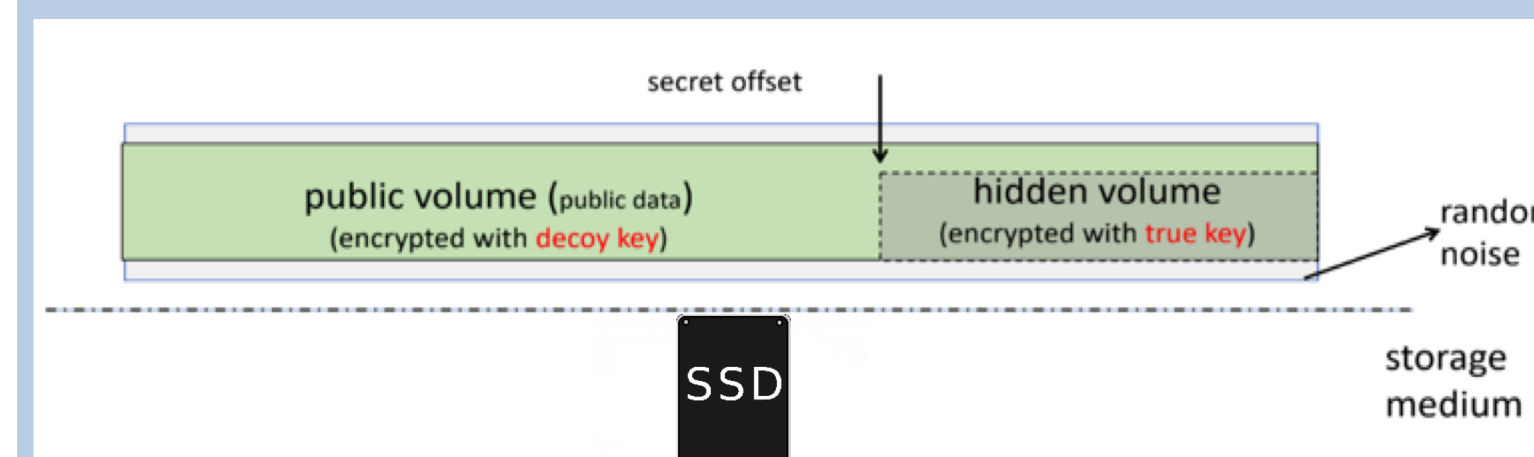 secret offset
public volume (public data)
(encrypted with decoy key)
hidden volume
(encrypted with true key)
noise
SSD
storage
medium